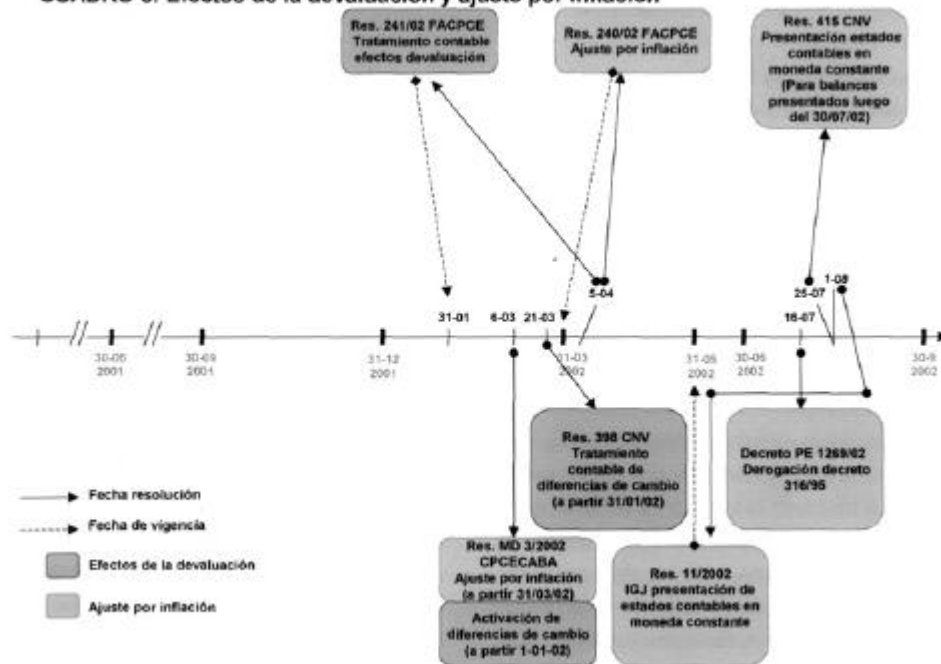 CUADRO 6. Efectos de la devaluación y ajuste por inflación
Res. 241/02 FACPCE
Tratamiento contable
efectos devaluación
Res. 240/02 FACPCE
Ajuste por inflación
Res. 415 CNV
Presentación estados
contables en
moneda constante
(Para balances
presentados luego
del 30/07/02)
5-04
25-07
1-08
31-01
6-03
21-03
16-07
30-06
2001
30-09
2001
31-12
2001
31-03
2002
31-05
2002
30-06
2002
30-9
2002
Res. 398 CNV
Tratamiento
contable de
diferencias de cambio
(a partir 31/01/02)
Decreto PE 1269/02
Derogación decreto
316/95
Fecha resolución
Fecha de vigencia
Efectos de la devaluación
Ajuste por inflación
Res. MD 3/2002
CPCECABA
Ajuste por inflación
(a partir 31/03/02)
Activación de
diferencias de cambio
(a partir 1-01-02)
Res. 11/2002
IGJ presentación de
estados contables en
moneda constante